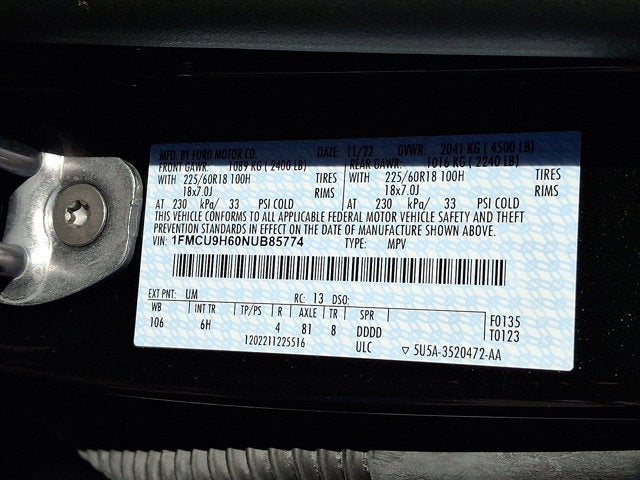 MFD. BY FORD MOTOR CO. DATE: 11/22 GVWR: 2041 KG ( 4500 LB)
FRONT GAWR: 1089 KG ( 2400 LB) REAR GAWR: 1016 KG ( 2240 LB)
WITH 225/60R18 100H TIRES WITH 225/60R18 100H TIRES
18x7.0J RIMS 18x7.0J RIMS
AT 230 kPa/ 33 PSI COLD AT 230 kPa/ 33 PSI COLD
THIS VEHICLE CONFORMS TO ALL APPLICABLE FEDERAL MOTOR VEHICLE SAFETY AND THEFT
PREVENTION STANDARDS IN EFFECT ON THE DATE OF MANUFACTURE SHOWN ABOVE.
VIN: 1FMCU9H60NUB85774 TYPE: MPV
EXT PNT: UM RC: 13 DSO:
WB INT TR TP/PS R AXLE TR SPR F0135
106 6H 4 81 8 DDDD T0123
1202211225516 ULC ▽ 5U5A-3520472-AA